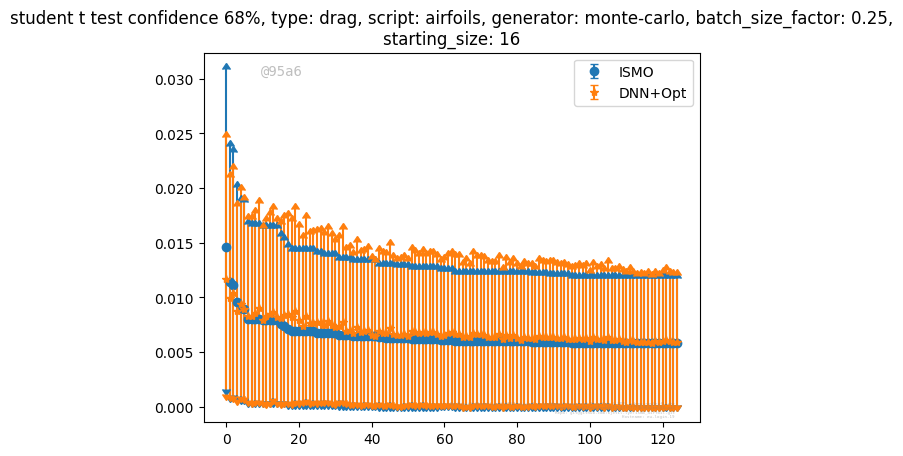 student t test confidence 68%, type: drag, script: airfoils, generator: monte-carlo, batch_size_factor: 0.25,
starting_size: 16
@95a6
ISMO
DNN+Opt
0.030
0.025
0.020
0.015
0.010
0.005
0.000
0 20 40 60 80 100 120